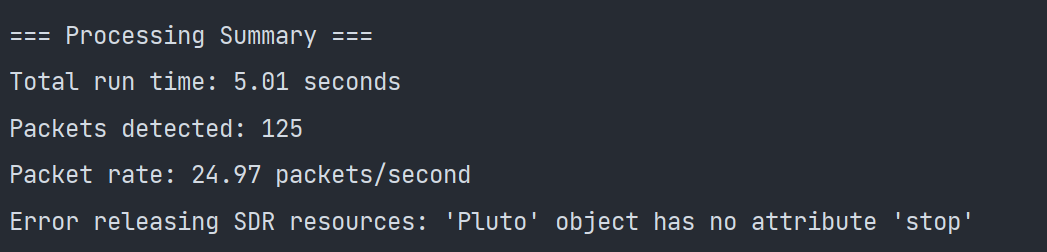 === Processing Summary ===
Total run time: 5.01 seconds
Packets detected: 125
Packet rate: 24.97 packets/second
Error releasing SDR resources: 'Pluto' object has no attribute 'stop'